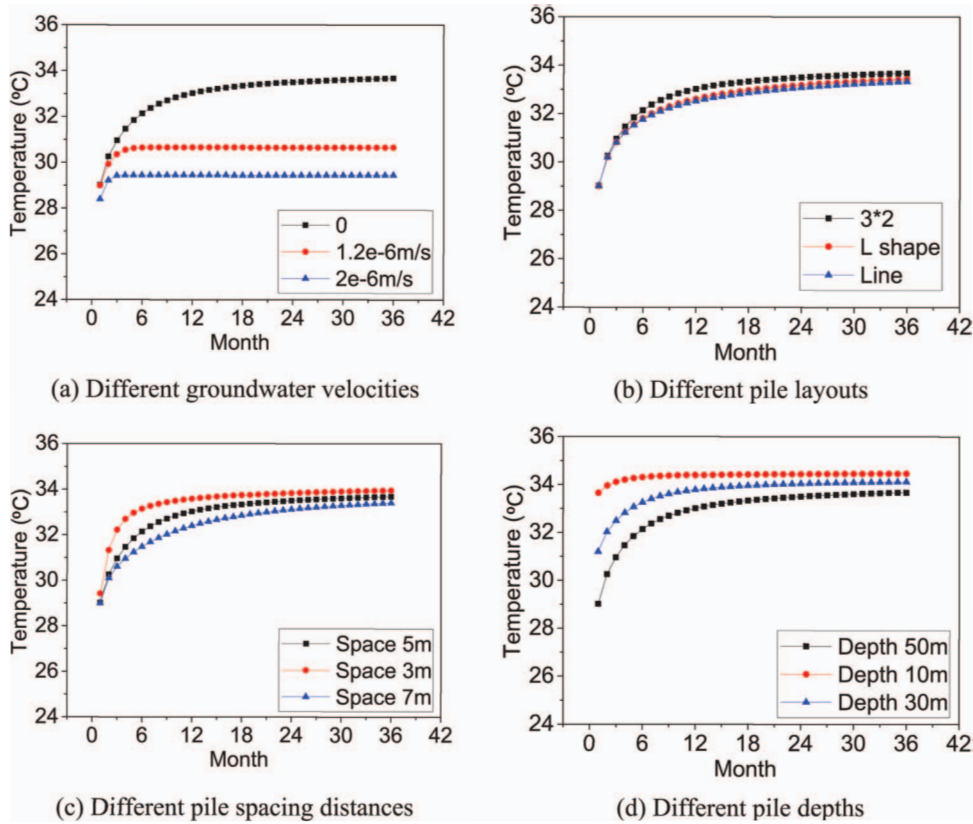 36
34
32
30
28
26
24
Temperature (ºC)
0
1.2e-6m/s
2e-6m/s
0 6 12 18 24 30 36 42
Month
(a) Different groundwater velocities
36
34
32
30
28
26
24
Temperature (ºC)
3*2
L shape
Line
0 6 12 18 24 30 36 42
Month
(b) Different pile layouts
36
34
32
30
28
26
24
Temperature (ºC)
Space 5m
Space 3m
Space 7m
0 6 12 18 24 30 36 42
Month
(c) Different pile spacing distances
36
34
32
30
28
26
24
Temperature (ºC)
Depth 50m
Depth 10m
Depth 30m
0 6 12 18 24 30 36 42
Month
(d) Different pile depths